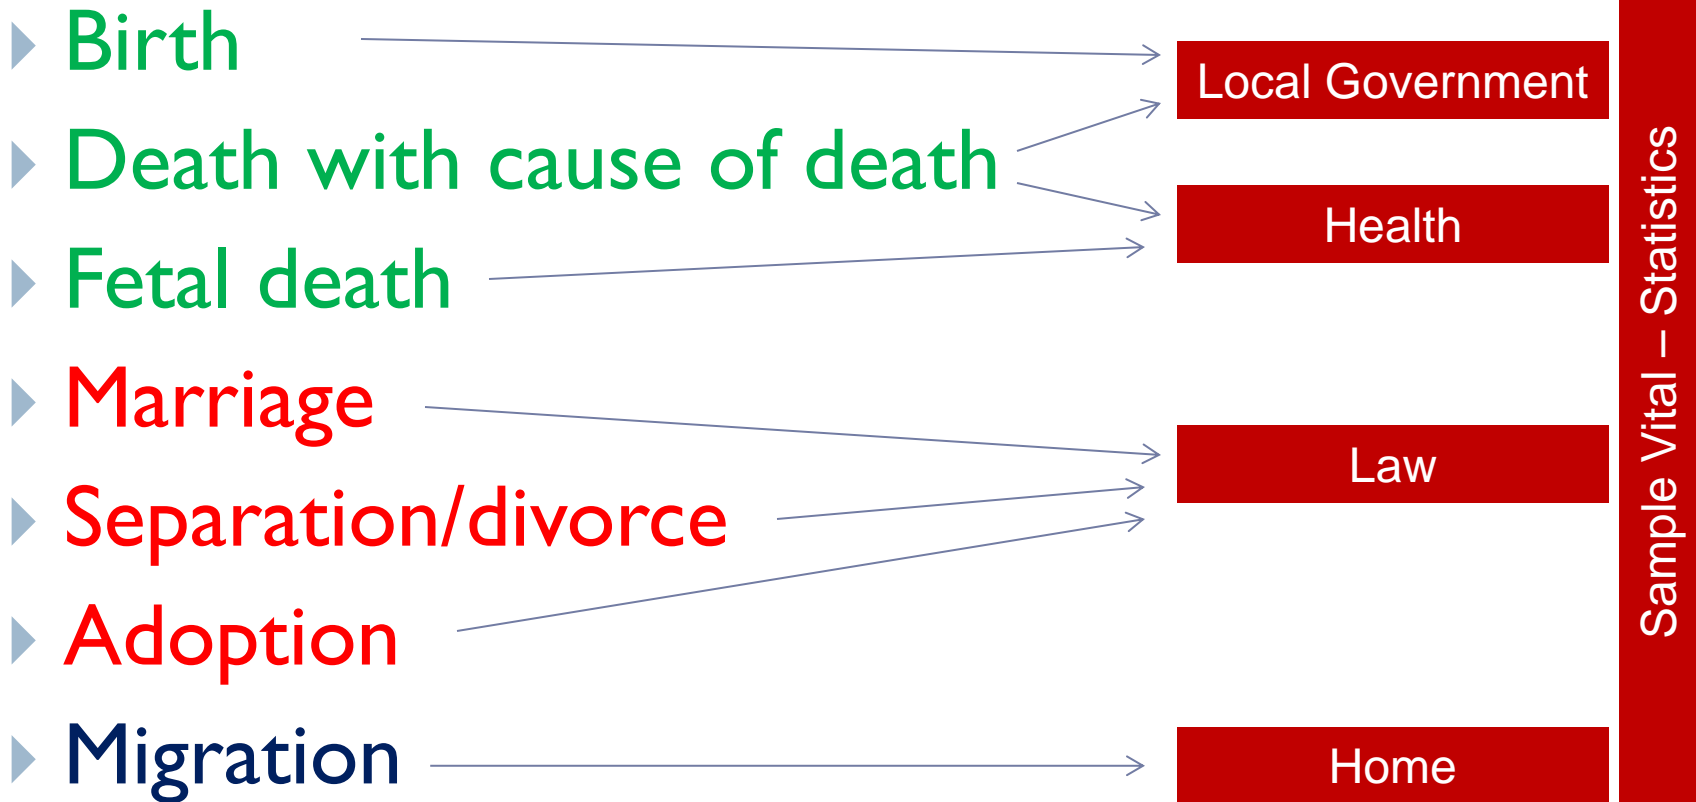 Birth
Death with cause of death
Fetal death
Marriage
Separation/divorce
Adoption
Migration
Local Government
Health
Law
Home
Sample Vital – Statistics